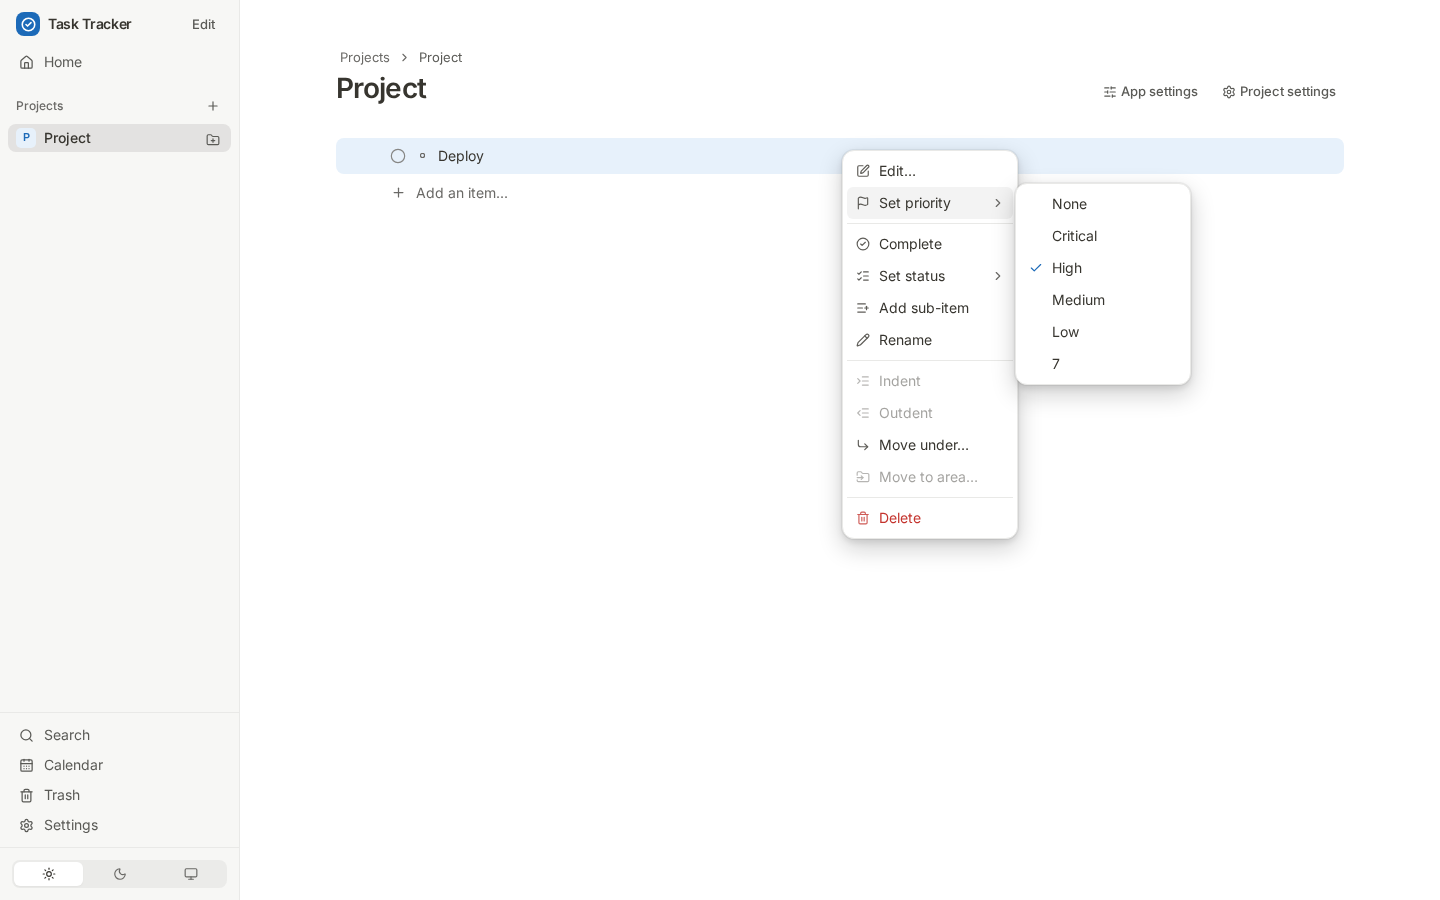 Task Tracker
Edit
Home
Projects
P
Project
Search
Calendar
Trash
Settings
Projects
Project
Project
App settings
Project settings
Deploy
Add an item...
Edit...
Set priority
Complete
Set status
Add sub-item
Rename
Indent
Outdent
Move under...
Move to area...
Delete
None
Critical
High
Medium
Low
7